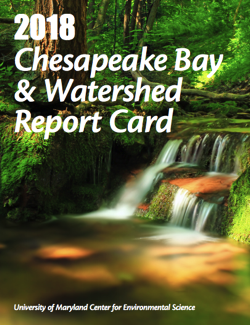 2018
Chesapeake Bay
& Watershed
Report Card
University of Maryland Center for Environmental Science